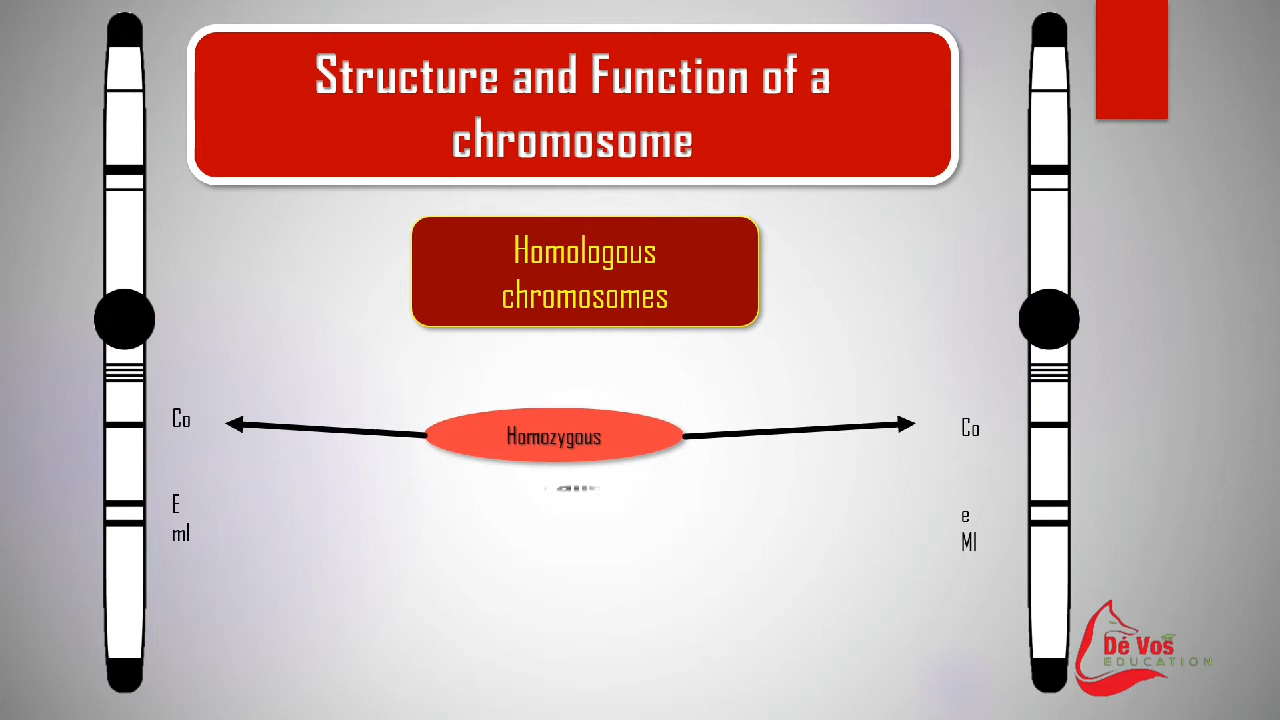 Structure and Function of a
chromosome
Homologous
chromosomes
Co
Homozygous
Co
E
ml
e
Ml
Dé Vos
EDUCATION